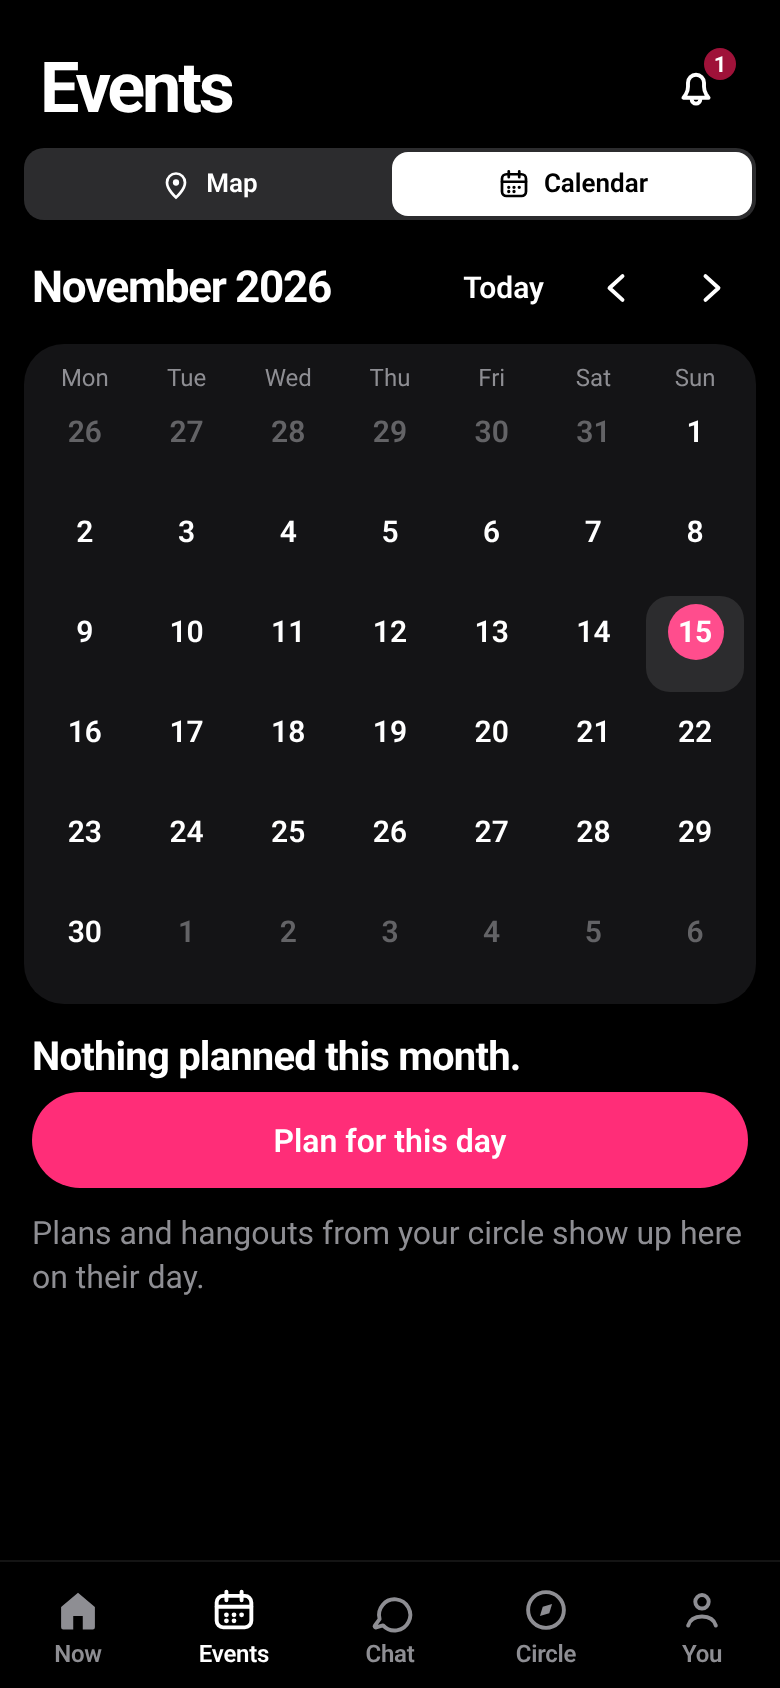 Events
1
Map
Calendar
November 2026
Today
Mon Tue Wed Thu Fri Sat Sun
26 27 28 29 30 31 1
2 3 4 5 6 7 8
9 10 11 12 13 14 15
16 17 18 19 20 21 22
23 24 25 26 27 28 29
30 1 2 3 4 5 6
Nothing planned this month.
Plan for this day
Plans and hangouts from your circle show up here
on their day.
Now Events Chat Circle You